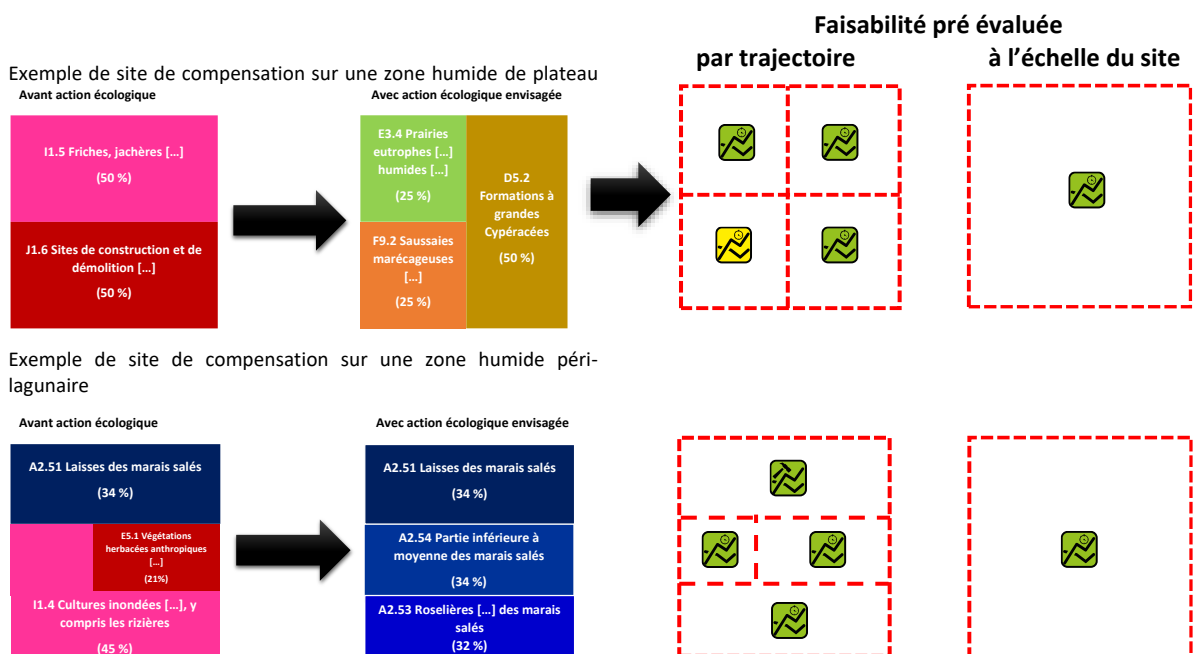 Faisabilité pré évaluée
par trajectoire
à l'échelle du site
Exemple de site de compensation sur une zone humide de plateau
Avant action écologique
Avec action écologique envisagée
I1.5 Friches, jachères […]
(50 %)
J1.6 Sites de construction et de
démolition […]
(50 %)
E3.4 Prairies
eutrophes […]
humides […]
(25 %)
F9.2 Saussaies
marécageuses
[…]
(25 %)
D5.2
Formations à
grandes
Cypéracées
(50 %)
Exemple de site de compensation sur une zone humide péri-
lagunaire
Avant action écologique
Avec action écologique envisagée
A2.51 Laisses des marais salés
(34 %)
E5.1 Végétations
herbacées anthropiques
[…]
(21%)
I1.4 Cultures inondées […], y
compris les rizières
(45 %)
A2.51 Laisses des marais salés
(34 %)
A2.54 Partie inférieure à
moyenne des marais salés
(34 %)
A2.53 Roselières […] des marais
salés
(32 %)